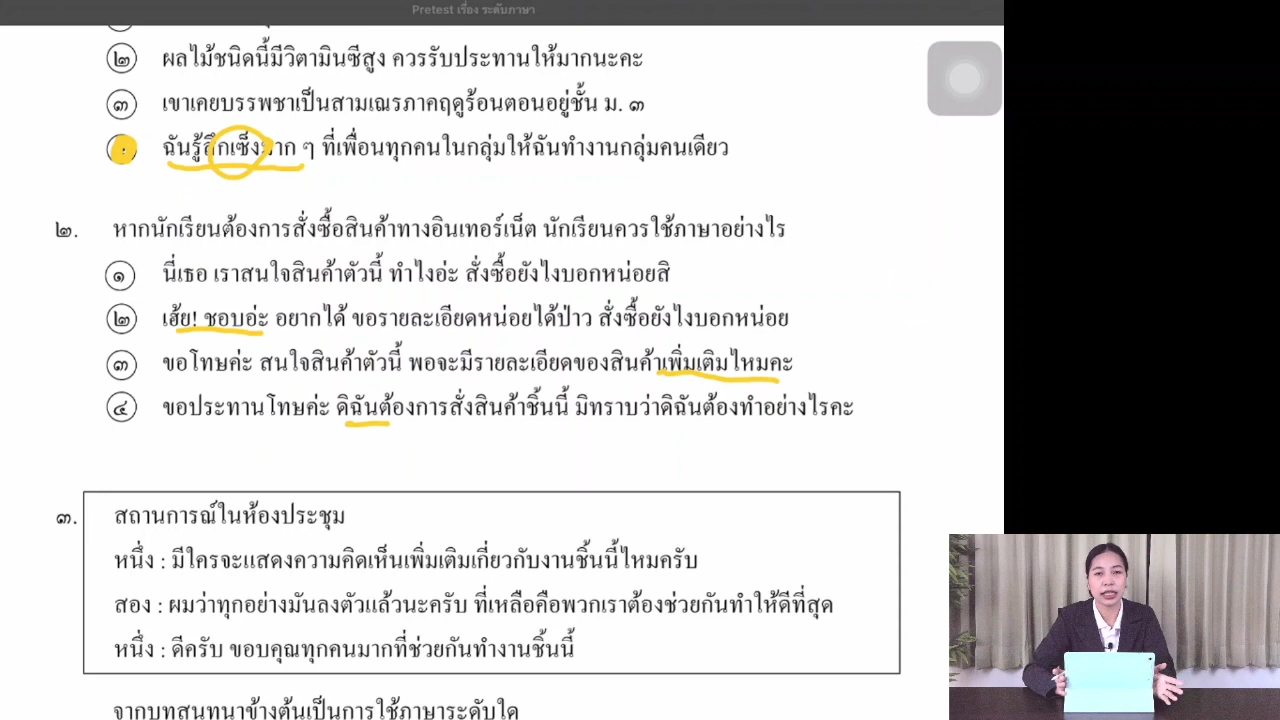 Pretest เรื่อง ระดับภาษา
๒ ผลไม้ชนิดนี้มีวิตามินซีสูง ควรรับประทานให้มากนะคะ
๓ เขาเคยบรรพชาเป็นสามเณรภาคฤดูร้อนตอนอยู่ชั้น ม. ๓
ฉันรู้สึกเซ็งมาก ๆ ที่เพื่อนทุกคนในกลุ่มให้ฉันทำงานกลุ่มคนเดียว
๒. หากนักเรียนต้องการสั่งซื้อสินค้าทางอินเทอร์เน็ต นักเรียนควรใช้ภาษาอย่างไร
๑ นี่เธอ เราสนใจสินค้าตัวนี้ ทำไงอ่ะ สั่งซื้อยังไงบอกหน่อยสิ
๒ เฮ้ย! ชอบอ่ะ อยากได้ ขอรายละเอียดหน่อยได้ป่าว สั่งซื้อยังไงบอกหน่อย
๓ ขอโทษค่ะ สนใจสินค้าตัวนี้ พอจะมีรายละเอียดของสินค้าเพิ่มเติมไหมคะ
๔ ขอประทานโทษค่ะ ดิฉันต้องการสั่งสินค้าชิ้นนี้ มิทราบว่าดิฉันต้องทำอย่างไรคะ
๓. สถานการณ์ในห้องประชุม
หนึ่ง : มีใครจะแสดงความคิดเห็นเพิ่มเติมเกี่ยวกับงานชิ้นนี้ไหมครับ
สอง : ผมว่าทุกอย่างมันลงตัวแล้วนะครับ ที่เหลือคือพวกเราต้องช่วยกันทำให้ดีที่สุด
หนึ่ง : ดีครับ ขอบคุณทุกคนมากที่ช่วยกันทำงานชิ้นนี้
จากบทสนทนาข้างต้นเป็นการใช้ภาษาระดับใด